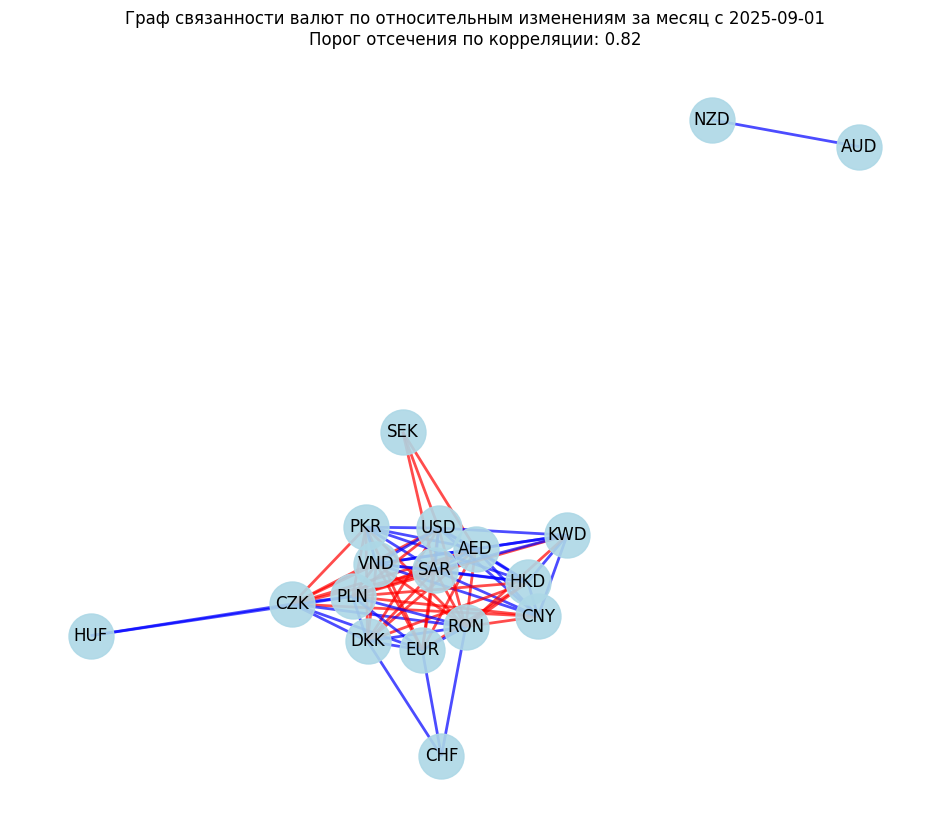 Граф связанности валют по относительным изменениям за месяц с 2025-09-01
Порог отсечения по корреляции: 0.82
NZD
AUD
SEK
PKR
USD
KWD
AED
VND
SAR
HKD
PLN
CZK
CNY
RON
HUF
DKK
EUR
CHF